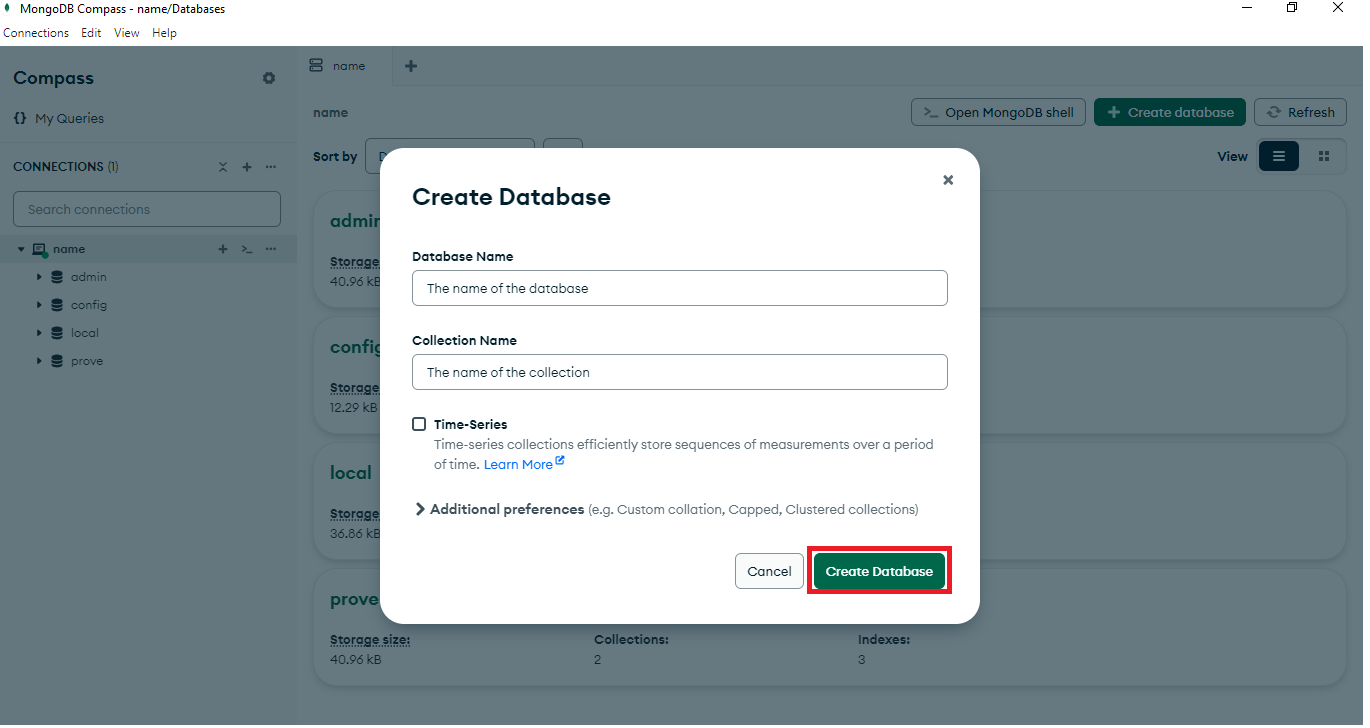 MongoDB Compass - name/Databases
Connections Edit View Help
Compass
{} My Queries
CONNECTIONS (1)
Search connections
name
admin
config
local
prove
name
name
>_ Open MongoDB shell
Create database
Refresh
Sort by
View
admin
Storage
40.96 kB
config
Storage
12.29 kB
local
Storage
36.86 kB
prove
Storage size:
40.96 kB
Collections:
2
Indexes:
3
Create Database
Database Name
The name of the database
Collection Name
The name of the collection
Time-Series
Time-series collections efficiently store sequences of measurements over a period
of time. Learn More
Additional preferences (e.g. Custom collation, Capped, Clustered collections)
Cancel
Create Database